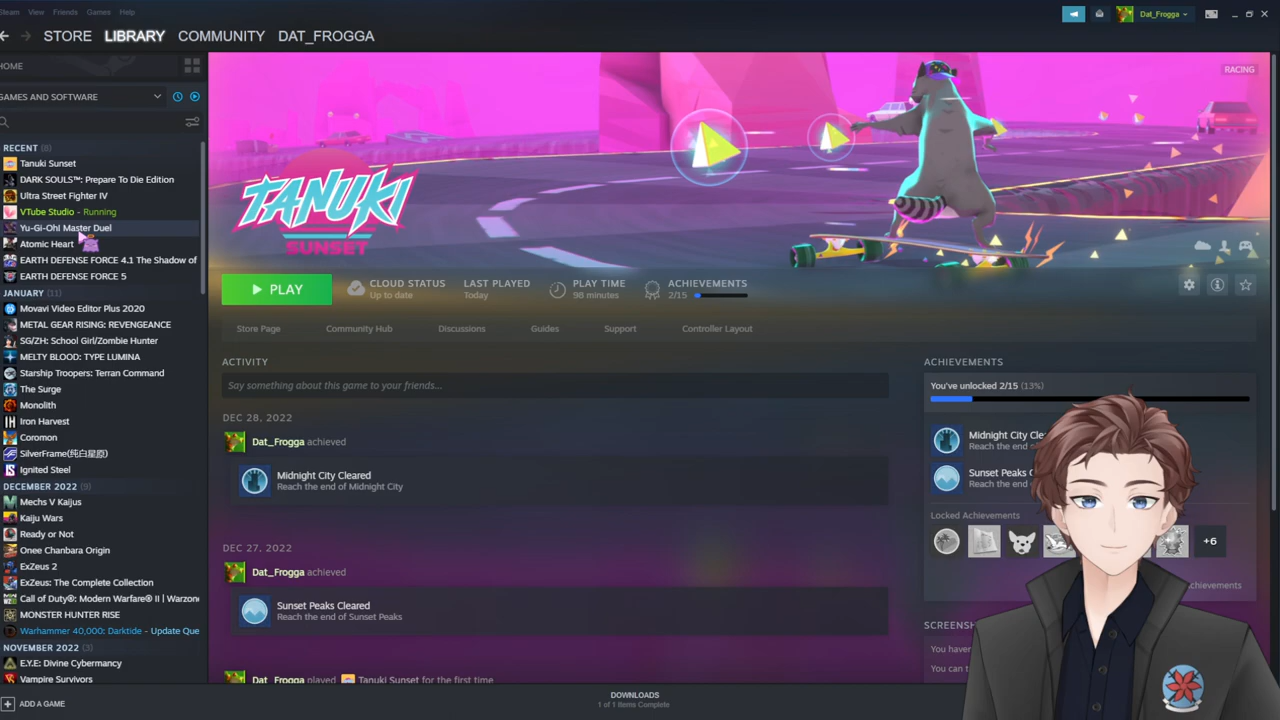 Steam View Friends Games Help
Dat_Frogga
STORE LIBRARY COMMUNITY DAT_FROGGA
HOME
GAMES AND SOFTWARE
RECENT (8)
Tanuki Sunset
DARK SOULS™: Prepare To Die Edition
Ultra Street Fighter IV
VTube Studio - Running
Yu-Gi-Oh! Master Duel
Atomic Heart
EARTH DEFENSE FORCE 4.1 The Shadow of
EARTH DEFENSE FORCE 5
JANUARY (11)
Movavi Video Editor Plus 2020
METAL GEAR RISING: REVENGEANCE
SG/ZH: School Girl/Zombie Hunter
MELTY BLOOD: TYPE LUMINA
Starship Troopers: Terran Command
The Surge
Monolith
Iron Harvest
Coromon
SilverFrame(纯白星原)
Ignited Steel
DECEMBER 2022 (9)
Mechs V Kaijus
Kaiju Wars
Ready or Not
Onee Chanbara Origin
ExZeus 2
ExZeus: The Complete Collection
Call of Duty®: Modern Warfare® II | Warzone
MONSTER HUNTER RISE
Warhammer 40,000: Darktide - Update Que
NOVEMBER 2022 (3)
E.Y.E: Divine Cybermancy
Vampire Survivors
ADD A GAME
RACING
TANUKI
SUNSET
PLAY
CLOUD STATUS
Up to date
LAST PLAYED
Today
PLAY TIME
98 minutes
ACHIEVEMENTS
2/15
Store Page Community Hub Discussions Guides Support Controller Layout
ACTIVITY
Say something about this game to your friends...
DEC 28, 2022
Dat_Frogga achieved
Midnight City Cleared
Reach the end of Midnight City
DEC 27, 2022
Dat_Frogga achieved
Sunset Peaks Cleared
Reach the end of Sunset Peaks
Dat_Frogga played Tanuki Sunset for the first time
ACHIEVEMENTS
You've unlocked 2/15 (13%)
Midnight City Cle
Reach the end
Sunset Peaks C
Reach the end
Locked Achievements
+6
chievements
SCREENSH
You haven
You can t
DOWNLOADS
1 of 1 Items Complete